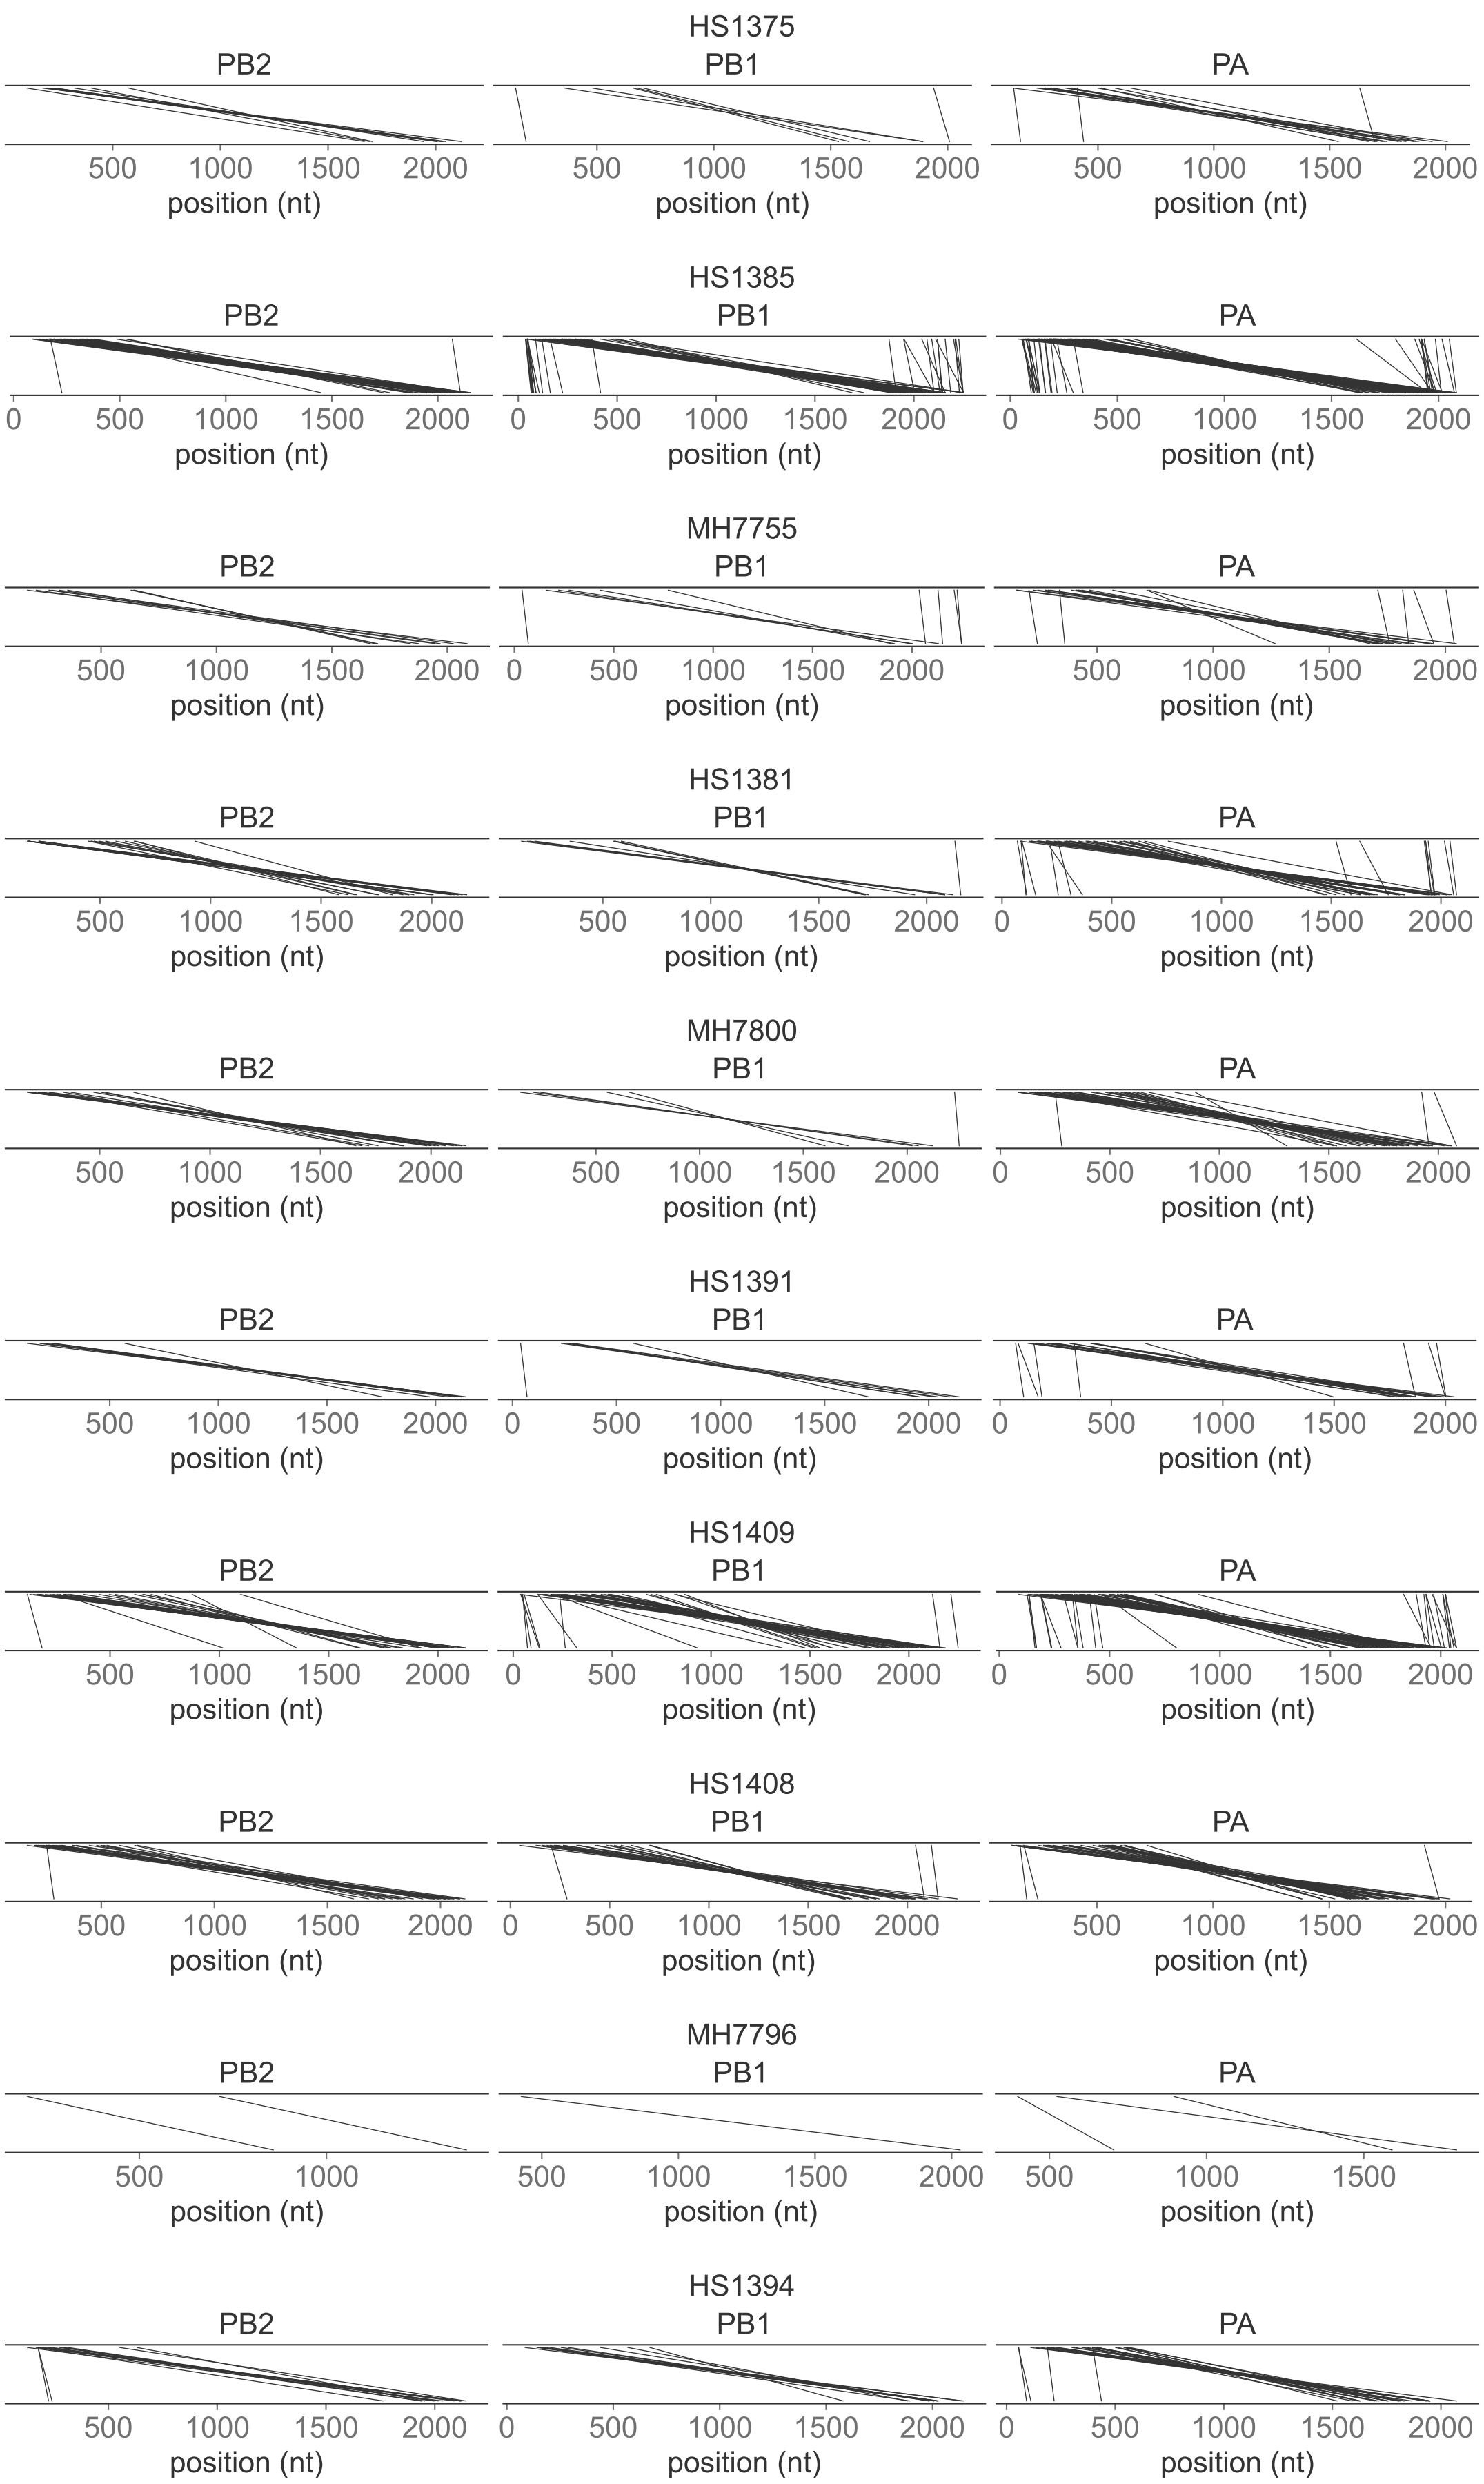 HS1375
PB2 PB1 PA
500 1000 1500 2000 500 1000 1500 2000 500 1000 1500 2000
position (nt) position (nt) position (nt)
HS1385
PB2 PB1 PA
0 500 1000 1500 2000 0 500 1000 1500 2000 0 500 1000 1500 2000
position (nt) position (nt) position (nt)
MH7755
PB2 PB1 PA
500 1000 1500 2000 0 500 1000 1500 2000 500 1000 1500 2000
position (nt) position (nt) position (nt)
HS1381
PB2 PB1 PA
500 1000 1500 2000 500 1000 1500 2000 0 500 1000 1500 2000
position (nt) position (nt) position (nt)
MH7800
PB2 PB1 PA
500 1000 1500 2000 500 1000 1500 2000 0 500 1000 1500 2000
position (nt) position (nt) position (nt)
HS1391
PB2 PB1 PA
500 1000 1500 2000 0 500 1000 1500 2000 0 500 1000 1500 2000
position (nt) position (nt) position (nt)
HS1409
PB2 PB1 PA
500 1000 1500 2000 0 500 1000 1500 2000 0 500 1000 1500 2000
position (nt) position (nt) position (nt)
HS1408
PB2 PB1 PA
500 1000 1500 2000 0 500 1000 1500 2000 500 1000 1500 2000
position (nt) position (nt) position (nt)
MH7796
PB2 PB1 PA
500 1000 500 1000 1500 2000 500 1000 1500
position (nt) position (nt) position (nt)
HS1394
PB2 PB1 PA
500 1000 1500 2000 0 500 1000 1500 2000 0 500 1000 1500 2000
position (nt) position (nt) position (nt)